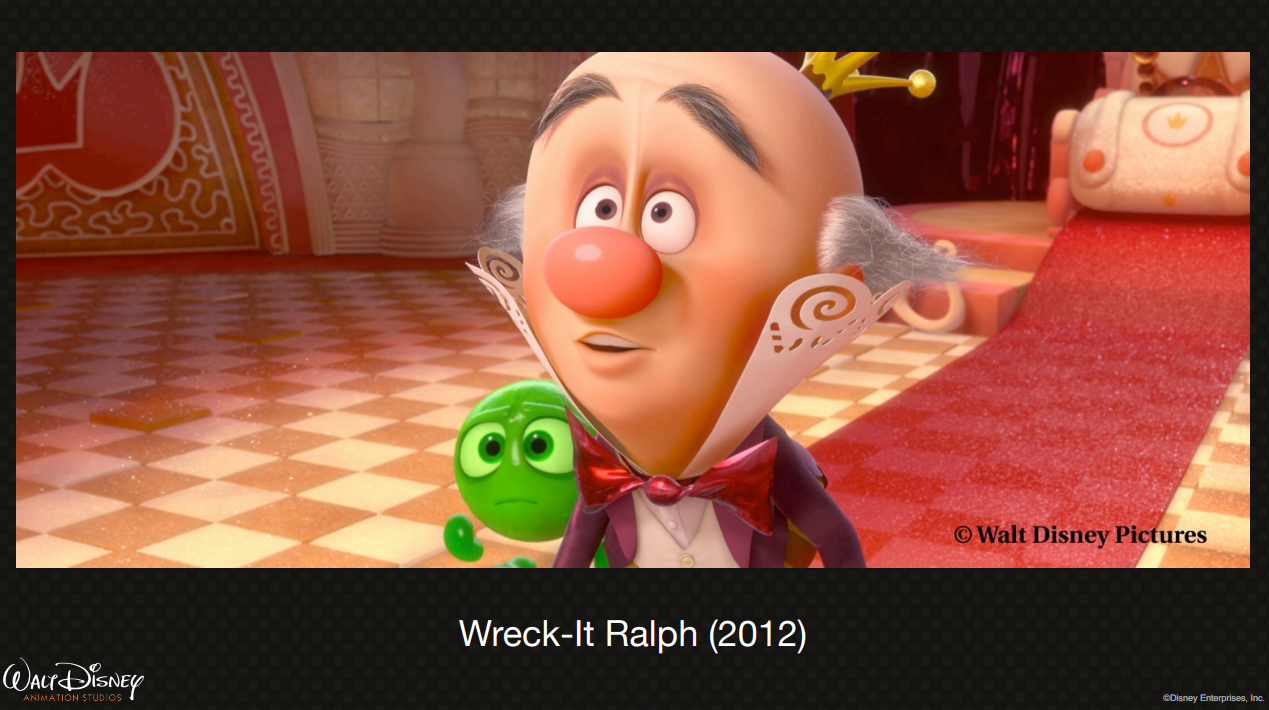 © Walt Disney Pictures
Wreck-It Ralph (2012)
WALT DISNEY
ANIMATION STUDIOS
©Disney Enterprises, Inc.